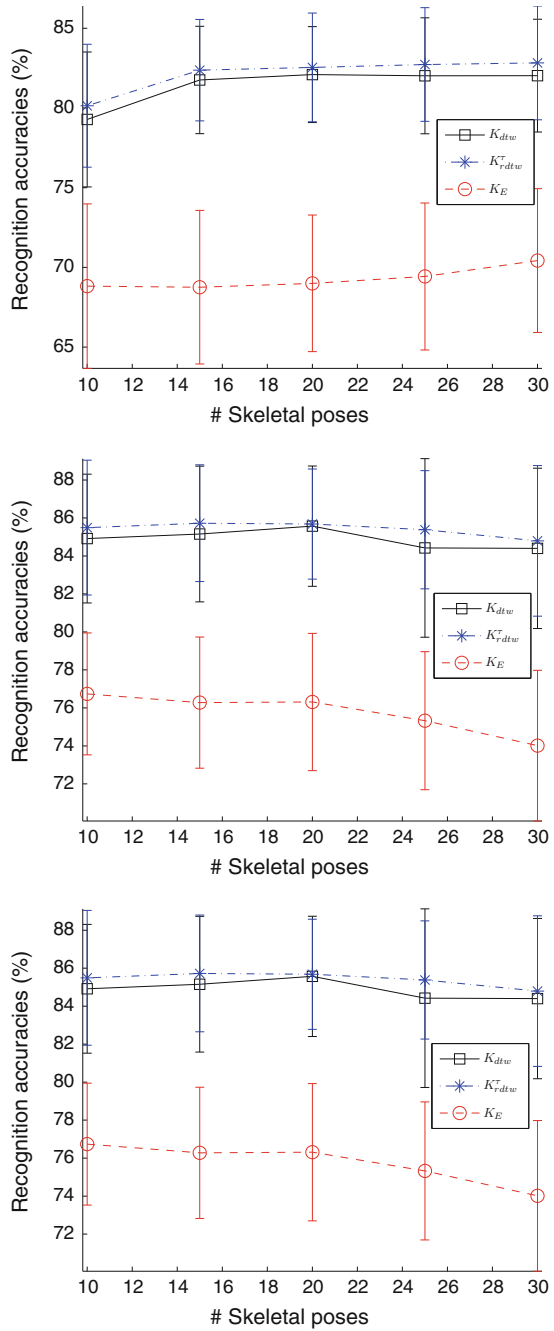 85
80
75
70
65
Recognition accuracies (%)
K_dtw
K^τ_rdtw
K_E
10 12 14 16 18 20 22 24 26 28 30
# Skeletal poses
88
86
84
82
80
78
76
74
72
Recognition accuracies (%)
K_dtw
K^τ_rdtw
K_E
10 12 14 16 18 20 22 24 26 28 30
# Skeletal poses
88
86
84
82
80
78
76
74
72
Recognition accuracies (%)
K_dtw
K^τ_rdtw
K_E
10 12 14 16 18 20 22 24 26 28 30
# Skeletal poses